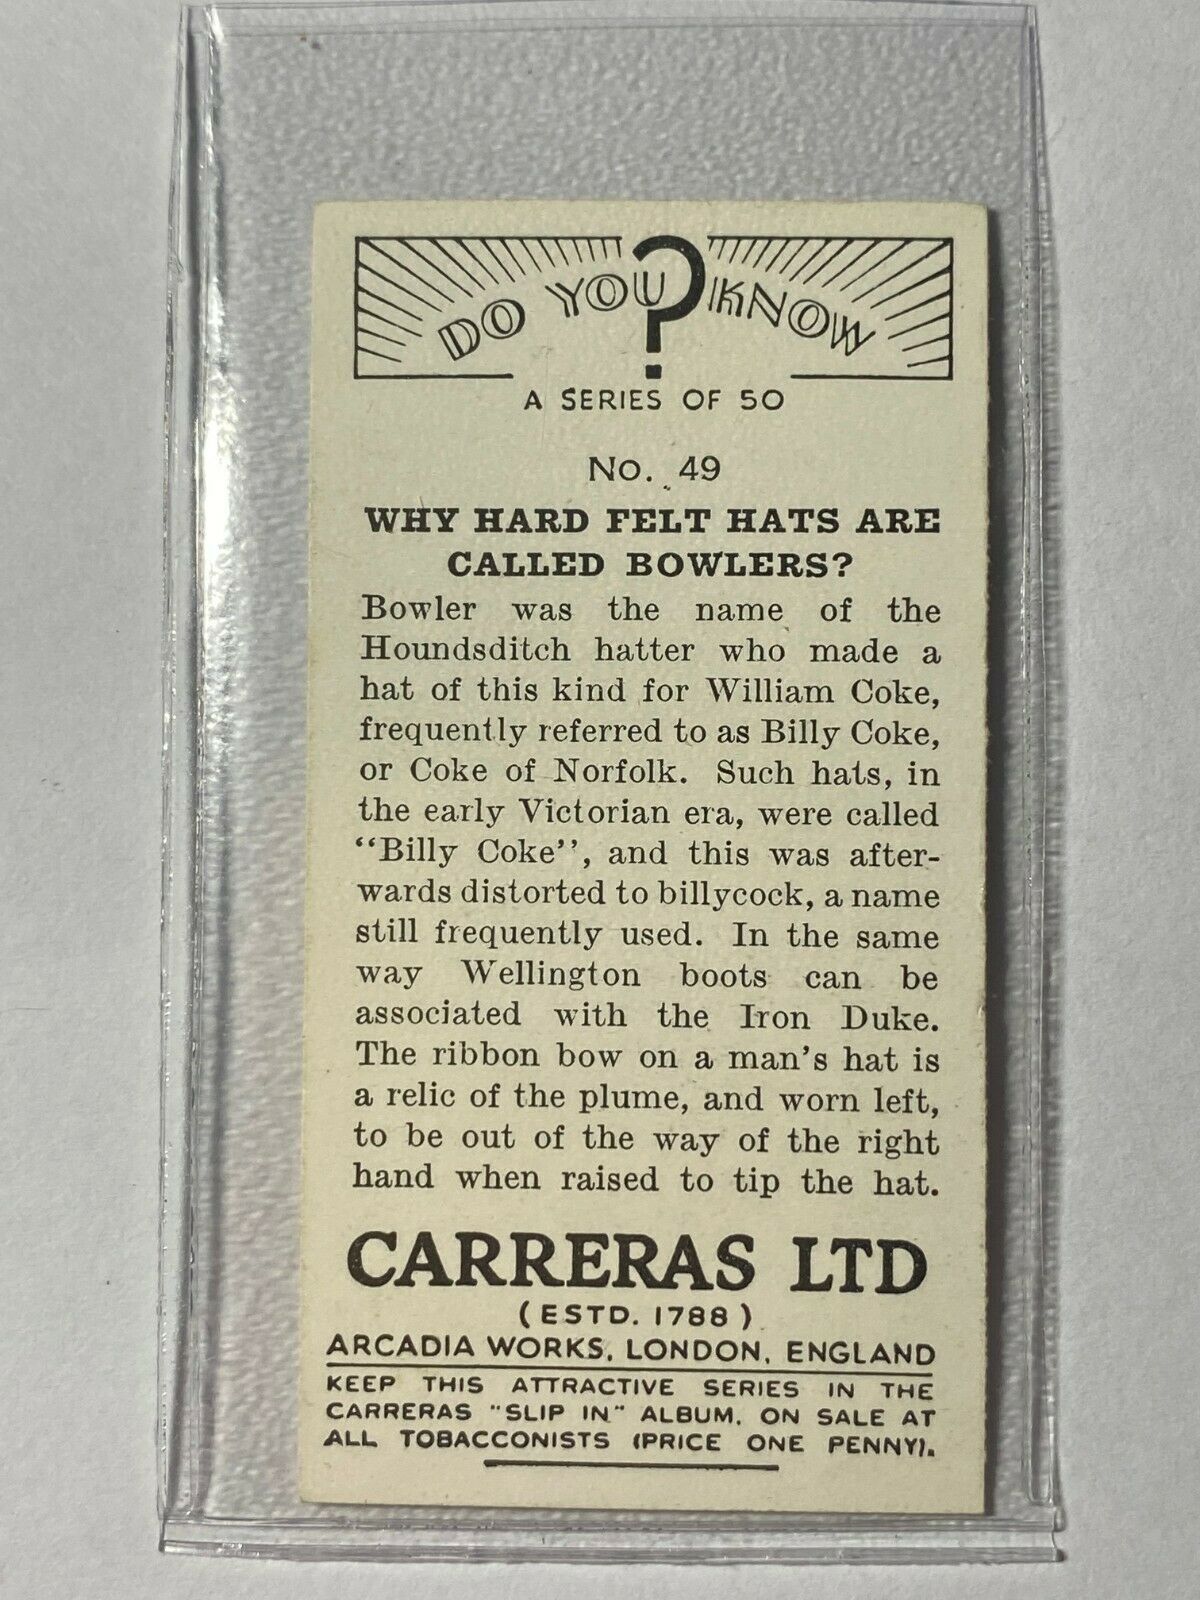 DO YOU ? KNOW
A SERIES OF 50
No. 49
WHY HARD FELT HATS ARE
CALLED BOWLERS?
Bowler was the name of the
Houndsditch hatter who made a
hat of this kind for William Coke,
frequently referred to as Billy Coke,
or Coke of Norfolk. Such hats, in
the early Victorian era, were called
“Billy Coke”, and this was after-
wards distorted to billycock, a name
still frequently used. In the same
way Wellington boots can be
associated with the Iron Duke.
The ribbon bow on a man's hat is
a relic of the plume, and worn left,
to be out of the way of the right
hand when raised to tip the hat.
CARRERAS LTD
(ESTD. 1788)
ARCADIA WORKS, LONDON, ENGLAND
KEEP THIS ATTRACTIVE SERIES IN THE
CARRERAS "SLIP IN" ALBUM, ON SALE AT
ALL TOBACCONISTS (PRICE ONE PENNY).